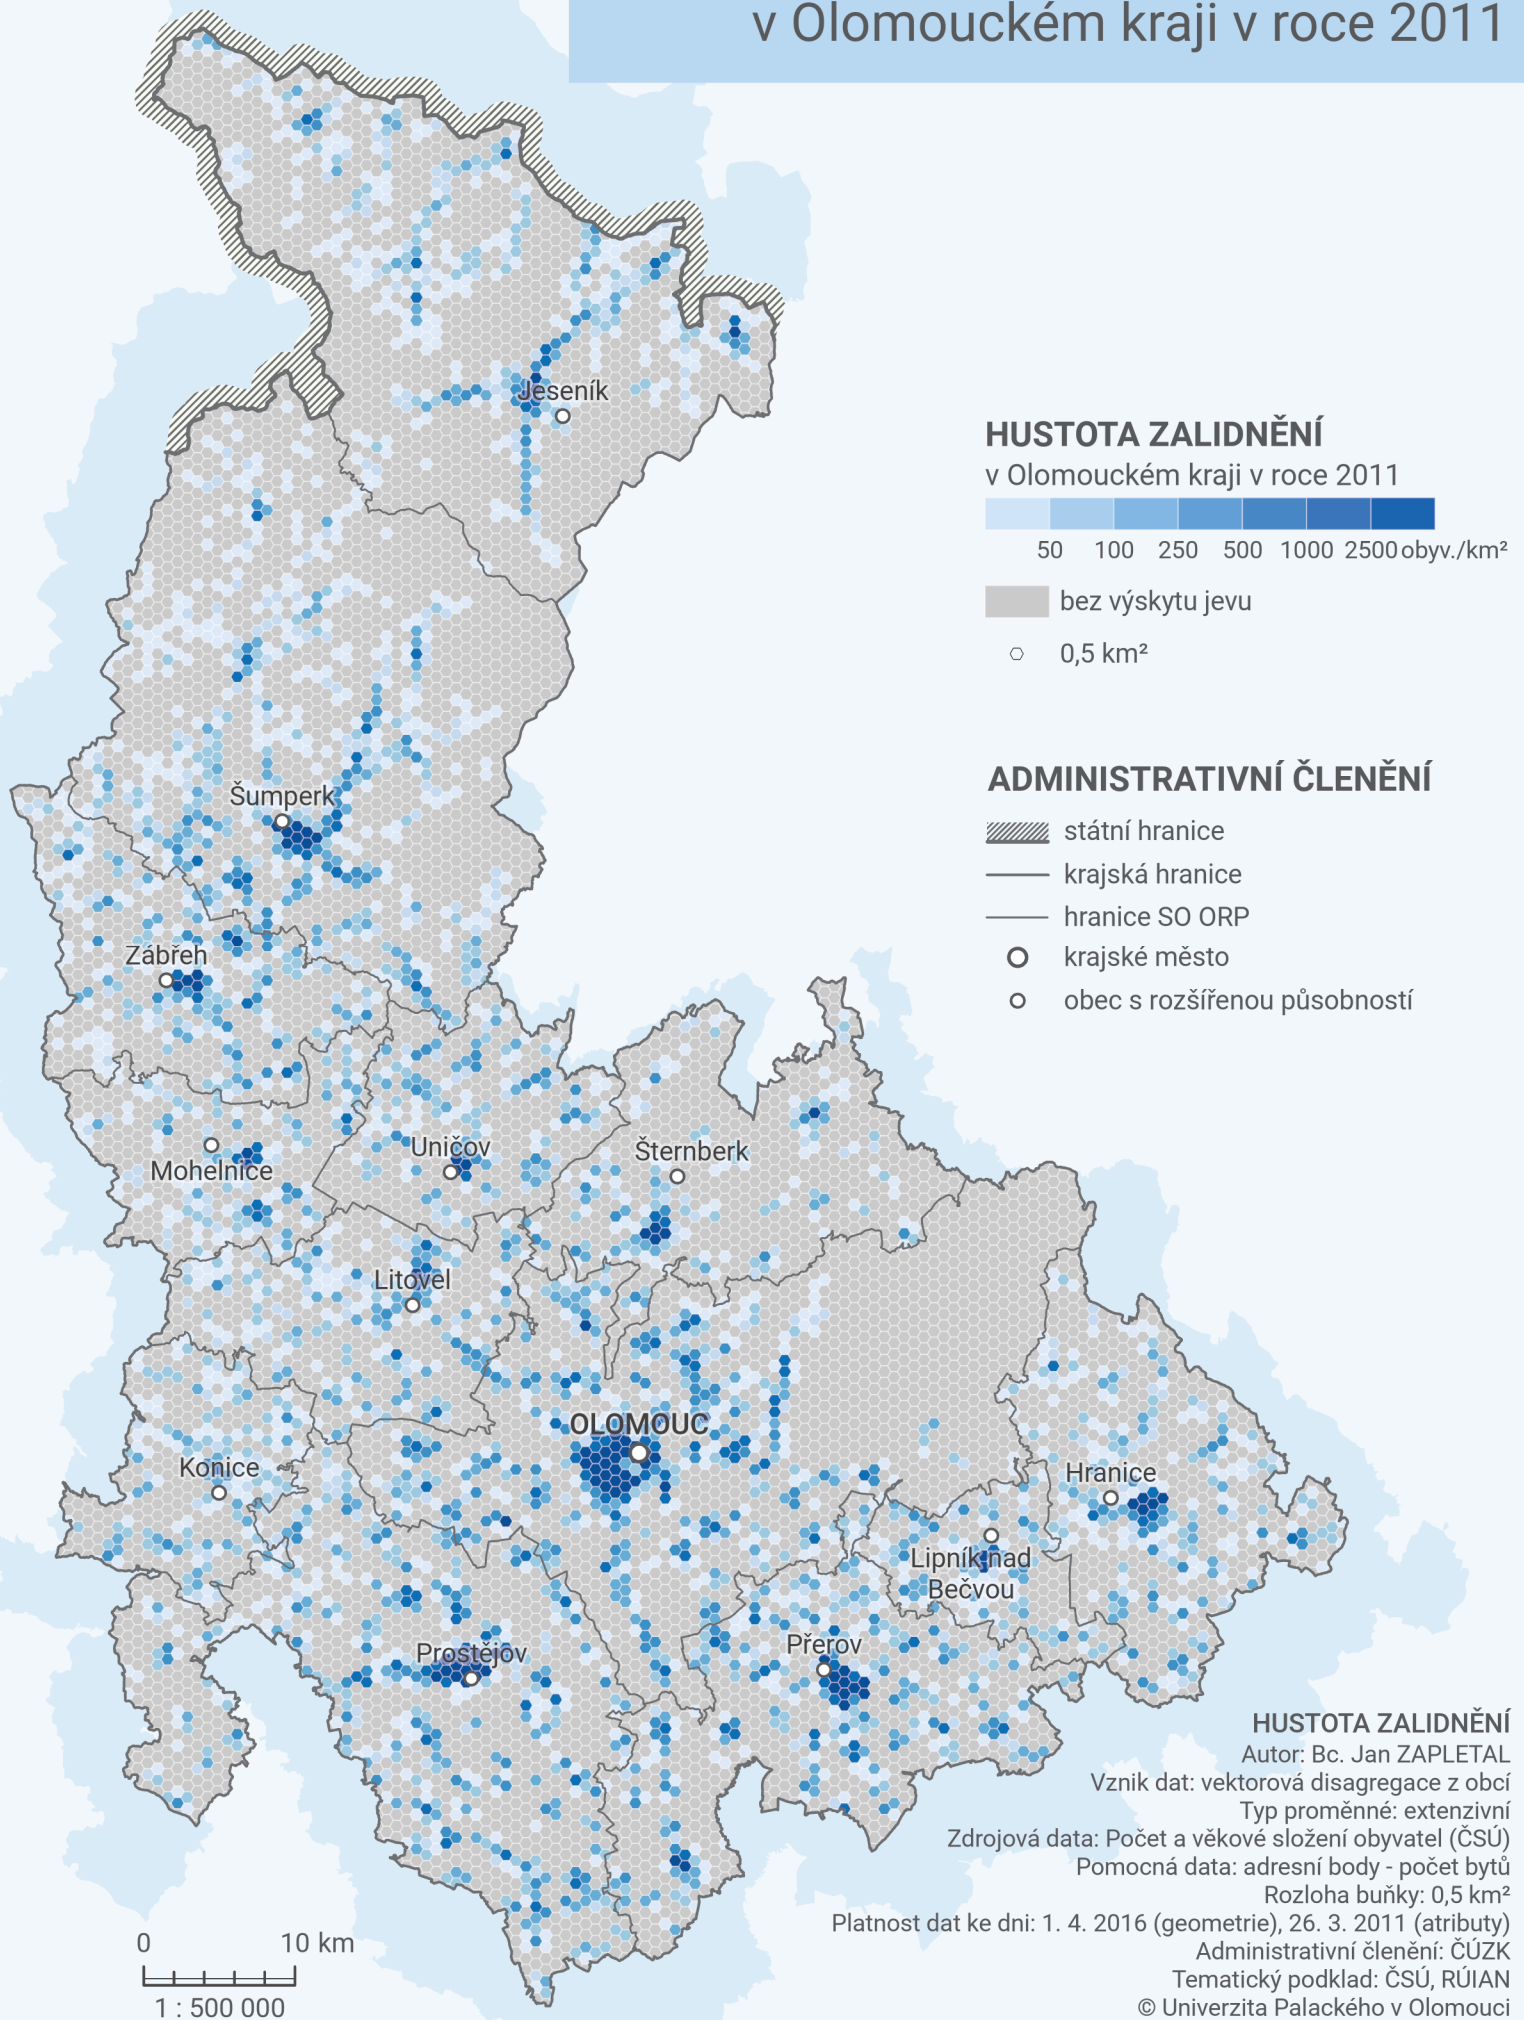 v Olomouckém kraji v roce 2011
Jeseník
HUSTOTA ZALIDNĚNÍ
v Olomouckém kraji v roce 2011
50 100 250 500 1000 2500 obyv./km²
bez výskytu jevu
0,5 km²
ADMINISTRATIVNÍ ČLENĚNÍ
státní hranice
krajská hranice
hranice SO ORP
krajské město
obec s rozšířenou působností
Šumperk
Zábřeh
Mohelnice
Uničov
Šternberk
Litovel
OLOMOUC
Konice
Hranice
Lipník nad
Bečvou
Prostějov
Přerov
HUSTOTA ZALIDNĚNÍ
Autor: Bc. Jan ZAPLETAL
Vznik dat: vektorová disagregace z obcí
Typ proměnné: extenzivní
Zdrojová data: Počet a věkové složení obyvatel (ČSÚ)
Pomocná data: adresní body - počet bytů
Rozloha buňky: 0,5 km²
Platnost dat ke dni: 1. 4. 2016 (geometrie), 26. 3. 2011 (atributy)
Administrativní členění: ČÚZK
Tematický podklad: ČSÚ, RÚIAN
© Univerzita Palackého v Olomouci
0 10 km
1 : 500 000